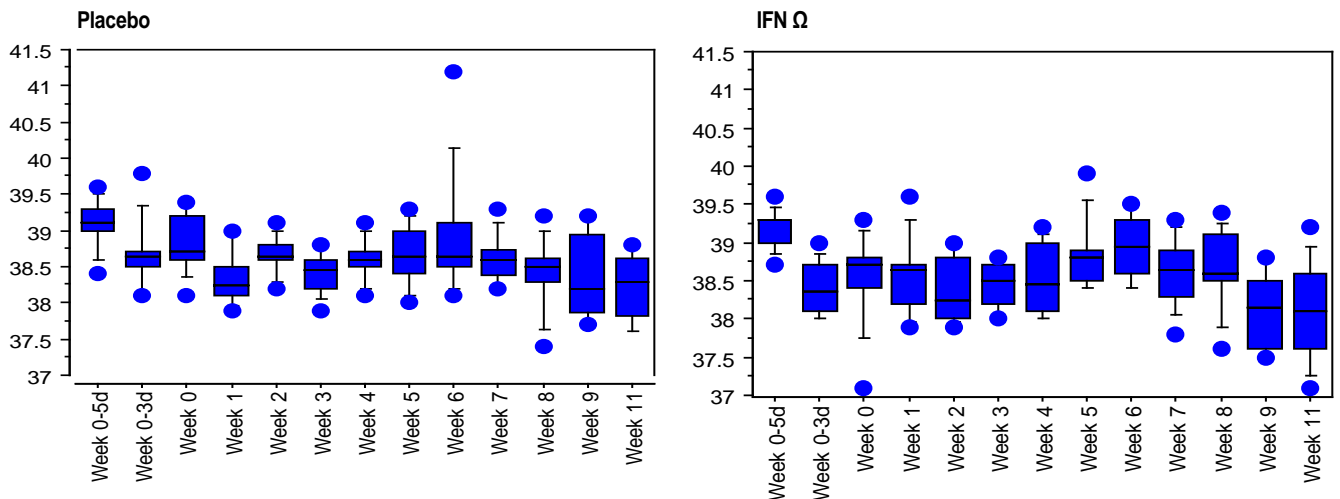 Placebo
41.5
41
40.5
40
39.5
39
38.5
38
37.5
37
Week 0-5d
Week 0-3d
Week 0
Week 1
Week 2
Week 3
Week 4
Week 5
Week 6
Week 7
Week 8
Week 9
Week 11
IFN Ω
41.5
41
40.5
40
39.5
39
38.5
38
37.5
37
Week 0-5d
Week 0-3d
Week 0
Week 1
Week 2
Week 3
Week 4
Week 5
Week 6
Week 7
Week 8
Week 9
Week 11